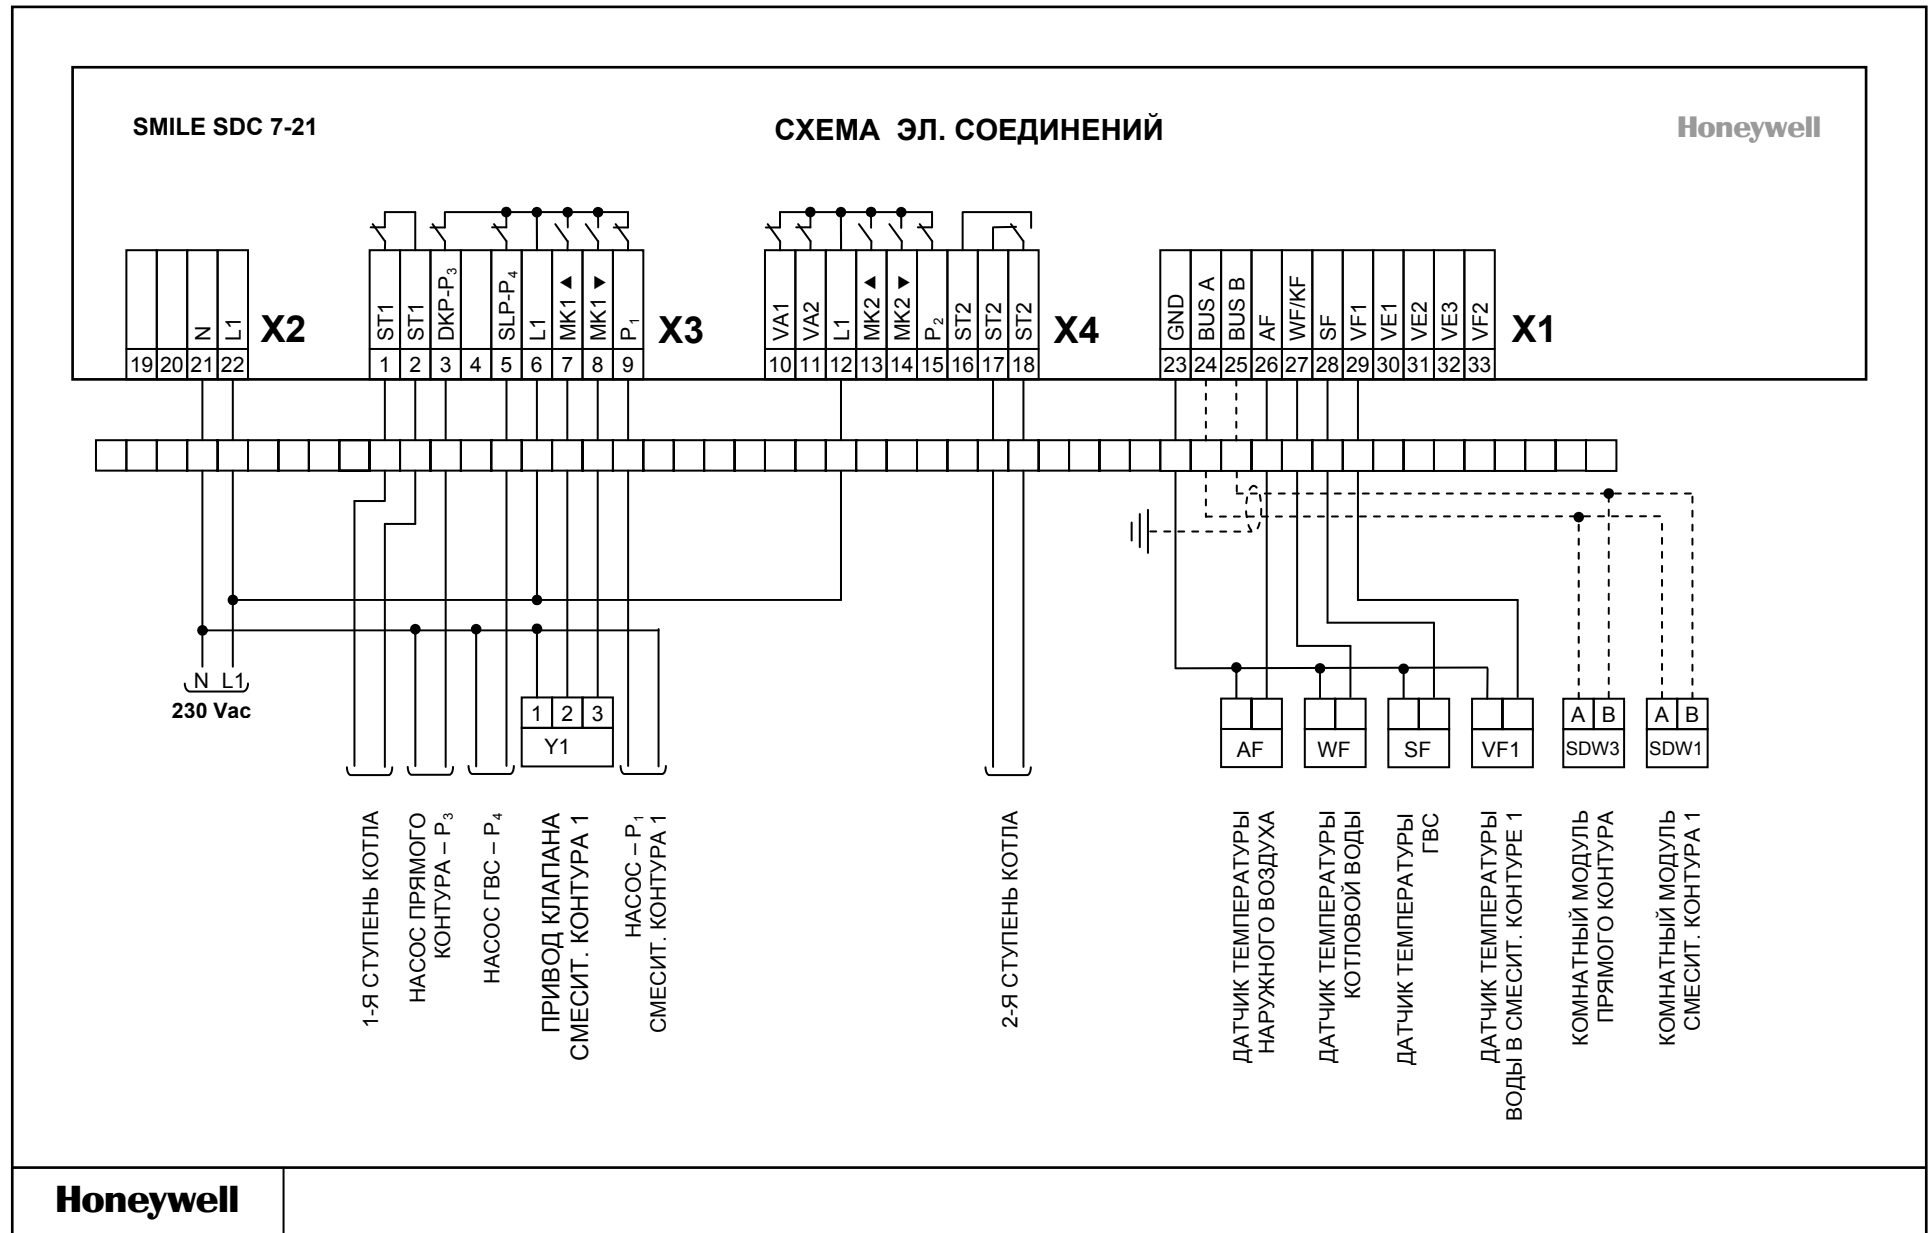 SMILE SDC 7-21
СХЕМА ЭЛ. СОЕДИНЕНИЙ
Honeywell
N
L1
X2
19 20 21 22
ST1
ST1
DKP-P₃
SLP-P₄
L1
MK1 ▲
MK1 ▼
P₁
X3
1 2 3 4 5 6 7 8 9
VA1
VA2
L1
MK2 ▲
MK2 ▼
P₂
ST2
ST2
ST2
X4
10 11 12 13 14 15 16 17 18
GND
BUS A
BUS B
AF
WF/KF
SF
VF1
VE1
VE2
VE3
VF2
X1
23 24 25 26 27 28 29 30 31 32 33
N L1
230 Vac
1 2 3
Y1
AF
WF
SF
VF1
A B
SDW3
A B
SDW1
1-Я СТУПЕНЬ КОТЛА
НАСОС ПРЯМОГО
КОНТУРА – P₃
НАСОС ГВС – P₄
ПРИВОД КЛАПАНА
СМЕСИТ. КОНТУРА 1
НАСОС – P₁
СМЕСИТ. КОНТУРА 1
2-Я СТУПЕНЬ КОТЛА
ДАТЧИК ТЕМПЕРАТУРЫ
НАРУЖНОГО ВОЗДУХА
ДАТЧИК ТЕМПЕРАТУРЫ
КОТЛОВОЙ ВОДЫ
ДАТЧИК ТЕМПЕРАТУРЫ
ГВС
ДАТЧИК ТЕМПЕРАТУРЫ
ВОДЫ В СМЕСИТ. КОНТУРЕ 1
КОМНАТНЫЙ МОДУЛЬ
ПРЯМОГО КОНТУРА
КОМНАТНЫЙ МОДУЛЬ
СМЕСИТ. КОНТУРА 1
Honeywell